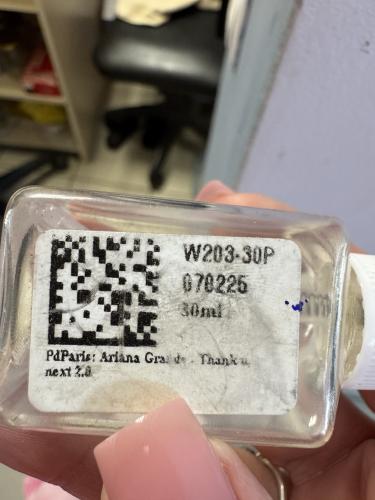 W203-30P
070225
30ml
PdParis: Ariana Grande - Thank u
next 2.0